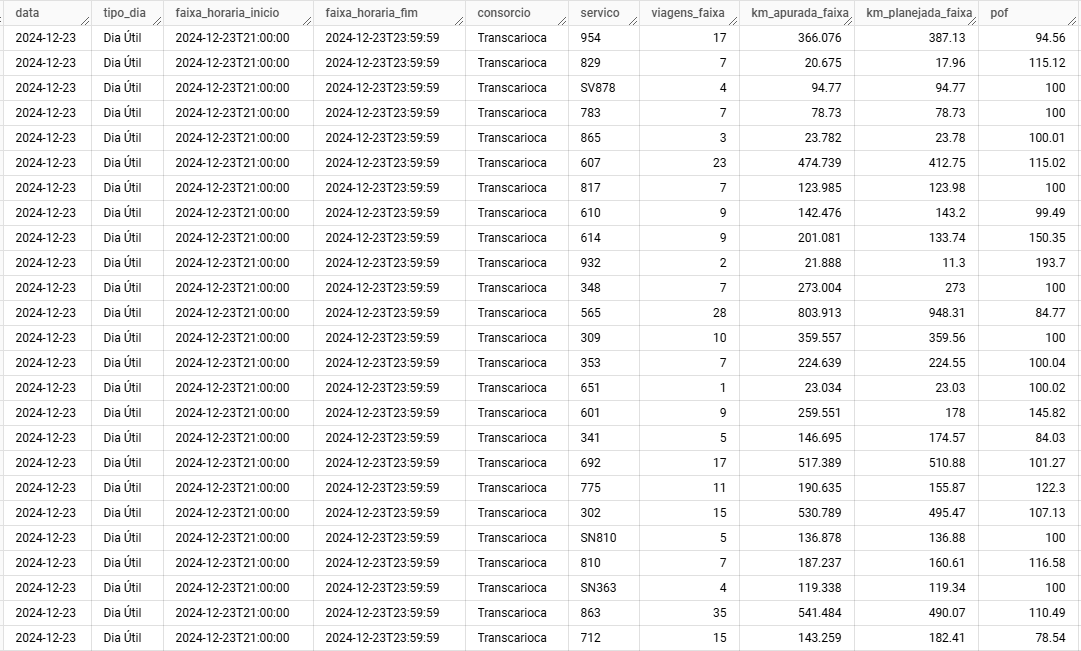 data tipo_dia faixa_horaria_inicio faixa_horaria_fim consorcio servico viagens_faixa km_apurada_faixa km_planejada_faixa pof
2024-12-23 Dia Útil 2024-12-23T21:00:00 2024-12-23T23:59:59 Transcarioca 954 17 366.076 387.13 94.56
2024-12-23 Dia Útil 2024-12-23T21:00:00 2024-12-23T23:59:59 Transcarioca 829 7 20.675 17.96 115.12
2024-12-23 Dia Útil 2024-12-23T21:00:00 2024-12-23T23:59:59 Transcarioca SV878 4 94.77 94.77 100
2024-12-23 Dia Útil 2024-12-23T21:00:00 2024-12-23T23:59:59 Transcarioca 783 7 78.73 78.73 100
2024-12-23 Dia Útil 2024-12-23T21:00:00 2024-12-23T23:59:59 Transcarioca 865 3 23.782 23.78 100.01
2024-12-23 Dia Útil 2024-12-23T21:00:00 2024-12-23T23:59:59 Transcarioca 607 23 474.739 412.75 115.02
2024-12-23 Dia Útil 2024-12-23T21:00:00 2024-12-23T23:59:59 Transcarioca 817 7 123.985 123.98 100
2024-12-23 Dia Útil 2024-12-23T21:00:00 2024-12-23T23:59:59 Transcarioca 610 9 142.476 143.2 99.49
2024-12-23 Dia Útil 2024-12-23T21:00:00 2024-12-23T23:59:59 Transcarioca 614 9 201.081 133.74 150.35
2024-12-23 Dia Útil 2024-12-23T21:00:00 2024-12-23T23:59:59 Transcarioca 932 2 21.888 11.3 193.7
2024-12-23 Dia Útil 2024-12-23T21:00:00 2024-12-23T23:59:59 Transcarioca 348 7 273.004 273 100
2024-12-23 Dia Útil 2024-12-23T21:00:00 2024-12-23T23:59:59 Transcarioca 565 28 803.913 948.31 84.77
2024-12-23 Dia Útil 2024-12-23T21:00:00 2024-12-23T23:59:59 Transcarioca 309 10 359.557 359.56 100
2024-12-23 Dia Útil 2024-12-23T21:00:00 2024-12-23T23:59:59 Transcarioca 353 7 224.639 224.55 100.04
2024-12-23 Dia Útil 2024-12-23T21:00:00 2024-12-23T23:59:59 Transcarioca 651 1 23.034 23.03 100.02
2024-12-23 Dia Útil 2024-12-23T21:00:00 2024-12-23T23:59:59 Transcarioca 601 9 259.551 178 145.82
2024-12-23 Dia Útil 2024-12-23T21:00:00 2024-12-23T23:59:59 Transcarioca 341 5 146.695 174.57 84.03
2024-12-23 Dia Útil 2024-12-23T21:00:00 2024-12-23T23:59:59 Transcarioca 692 17 517.389 510.88 101.27
2024-12-23 Dia Útil 2024-12-23T21:00:00 2024-12-23T23:59:59 Transcarioca 775 11 190.635 155.87 122.3
2024-12-23 Dia Útil 2024-12-23T21:00:00 2024-12-23T23:59:59 Transcarioca 302 15 530.789 495.47 107.13
2024-12-23 Dia Útil 2024-12-23T21:00:00 2024-12-23T23:59:59 Transcarioca SN810 5 136.878 136.88 100
2024-12-23 Dia Útil 2024-12-23T21:00:00 2024-12-23T23:59:59 Transcarioca 810 7 187.237 160.61 116.58
2024-12-23 Dia Útil 2024-12-23T21:00:00 2024-12-23T23:59:59 Transcarioca SN363 4 119.338 119.34 100
2024-12-23 Dia Útil 2024-12-23T21:00:00 2024-12-23T23:59:59 Transcarioca 863 35 541.484 490.07 110.49
2024-12-23 Dia Útil 2024-12-23T21:00:00 2024-12-23T23:59:59 Transcarioca 712 15 143.259 182.41 78.54